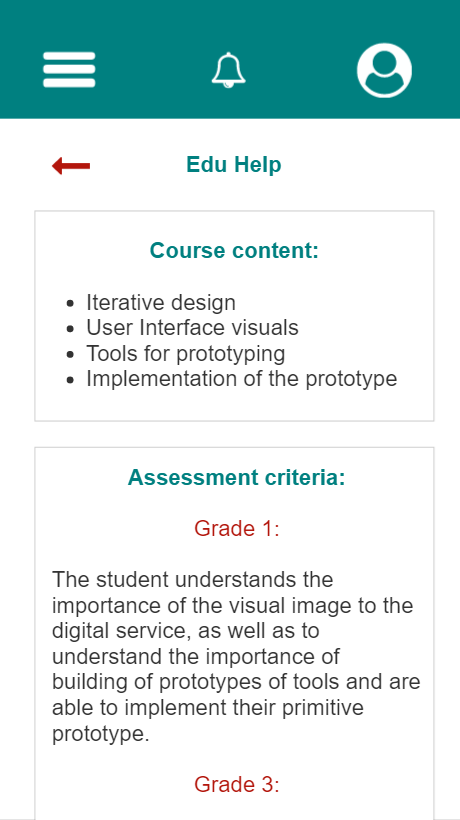 Edu Help
Course content:
• Iterative design
• User Interface visuals
• Tools for prototyping
• Implementation of the prototype
Assessment criteria:
Grade 1:
The student understands the
importance of the visual image to the
digital service, as well as to
understand the importance of
building of prototypes of tools and are
able to implement their primitive
prototype.
Grade 3: